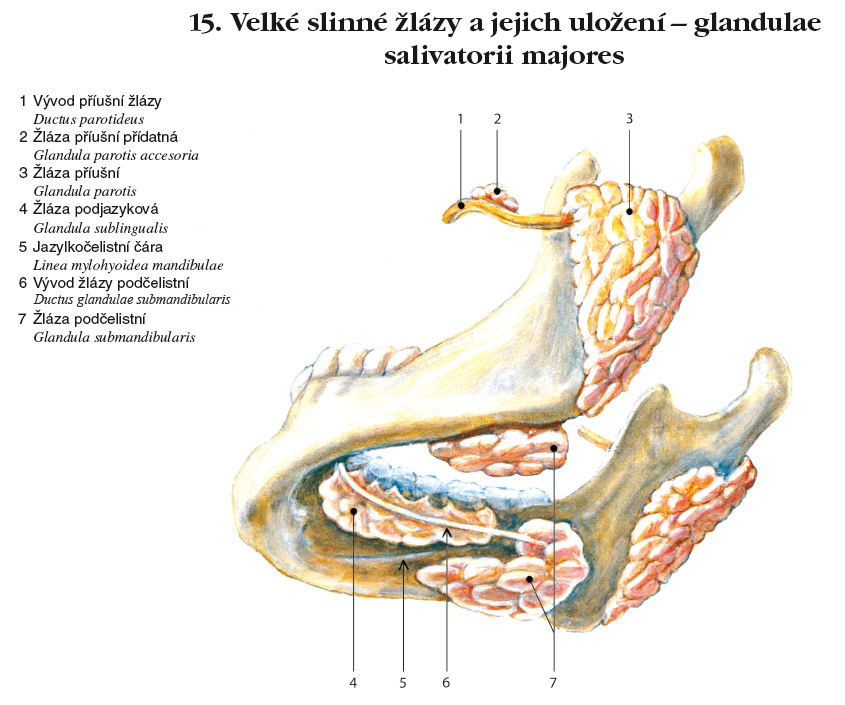 15. Velké slinné žlázy a jejich uložení – glandulae
salivatorii majores
1 Vývod příušní žlázy
Ductus parotideus
2 Žláza příušní přídatná
Glandula parotis accesoria
3 Žláza příušní
Glandula parotis
4 Žláza podjazyková
Glandula sublingualis
5 Jazylkočelistní čára
Linea mylohyoidea mandibulae
6 Vývod žlázy podčelistní
Ductus glandulae submandibularis
7 Žláza podčelistní
Glandula submandibularis
1 2 3
4 5 6 7